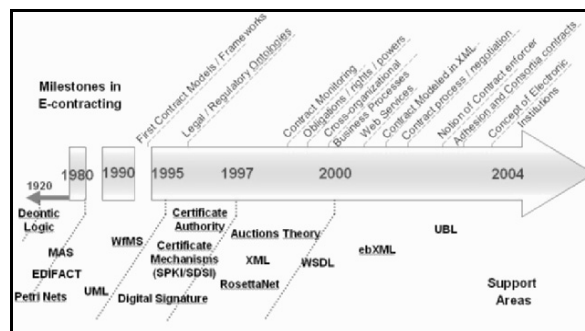 Milestones in
E-contracting
First Contract Models / Frameworks
Legal / Regulatory Ontologies
Contract Monitoring
Obligations / rights / powers
Cross-organizational
Business Processes
Web Services
Contract Modeled in XML
Contract process / negotiation
Notion of Contract enforcer
Adhesion and Consortia contracts
Concept of Electronic
Institutions
1920
1980
1990
1995
1997
2000
2004
Deontic
Logic
MAS
EDIFACT
Petri Nets
WfMS
UML
Certificate
Authority
Certificate
Mechanisms
(SPKI/SDSI)
Digital Signature
Auctions Theory
XML
RosettaNet
WSDL
ebXML
UBL
Support
Areas